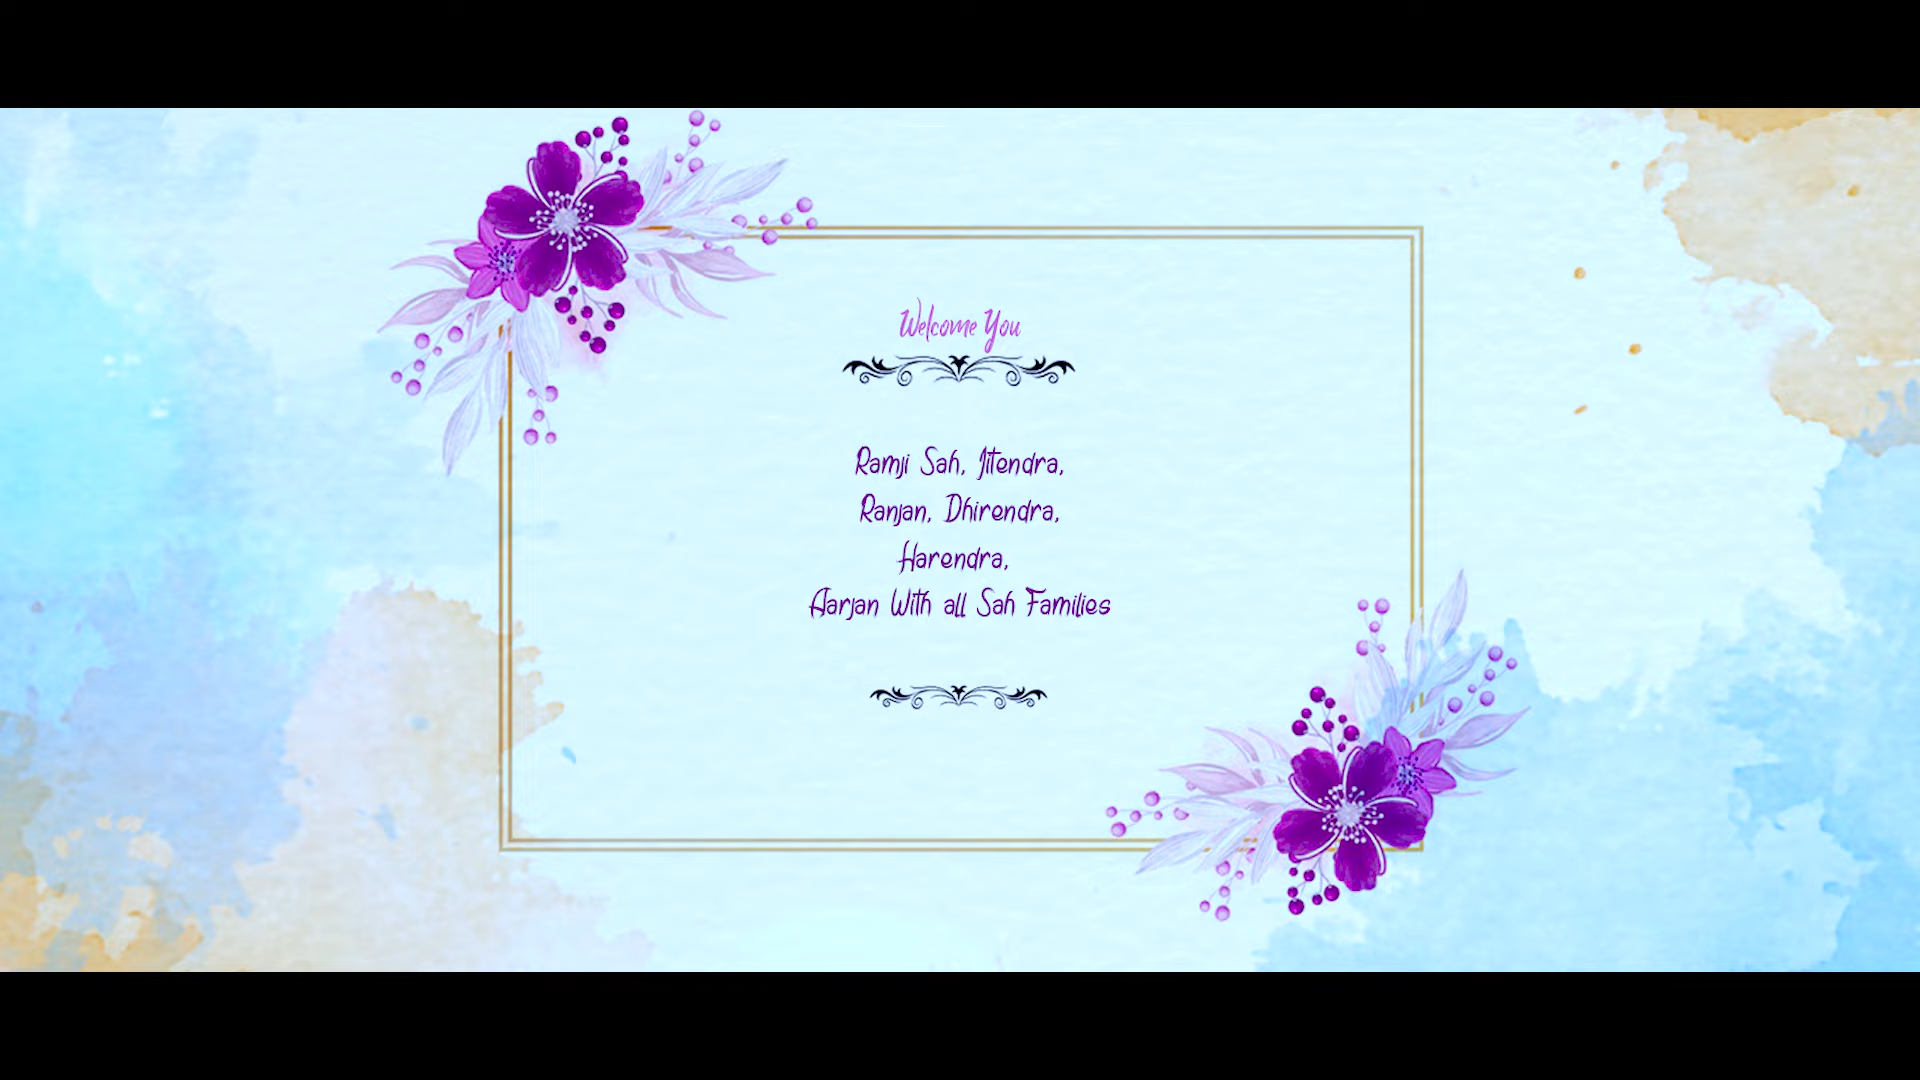 Welcome You
Ramji Sah, Jitendra,
Ranjan, Dhirendra,
Harendra,
Aarjan With all Sah Families